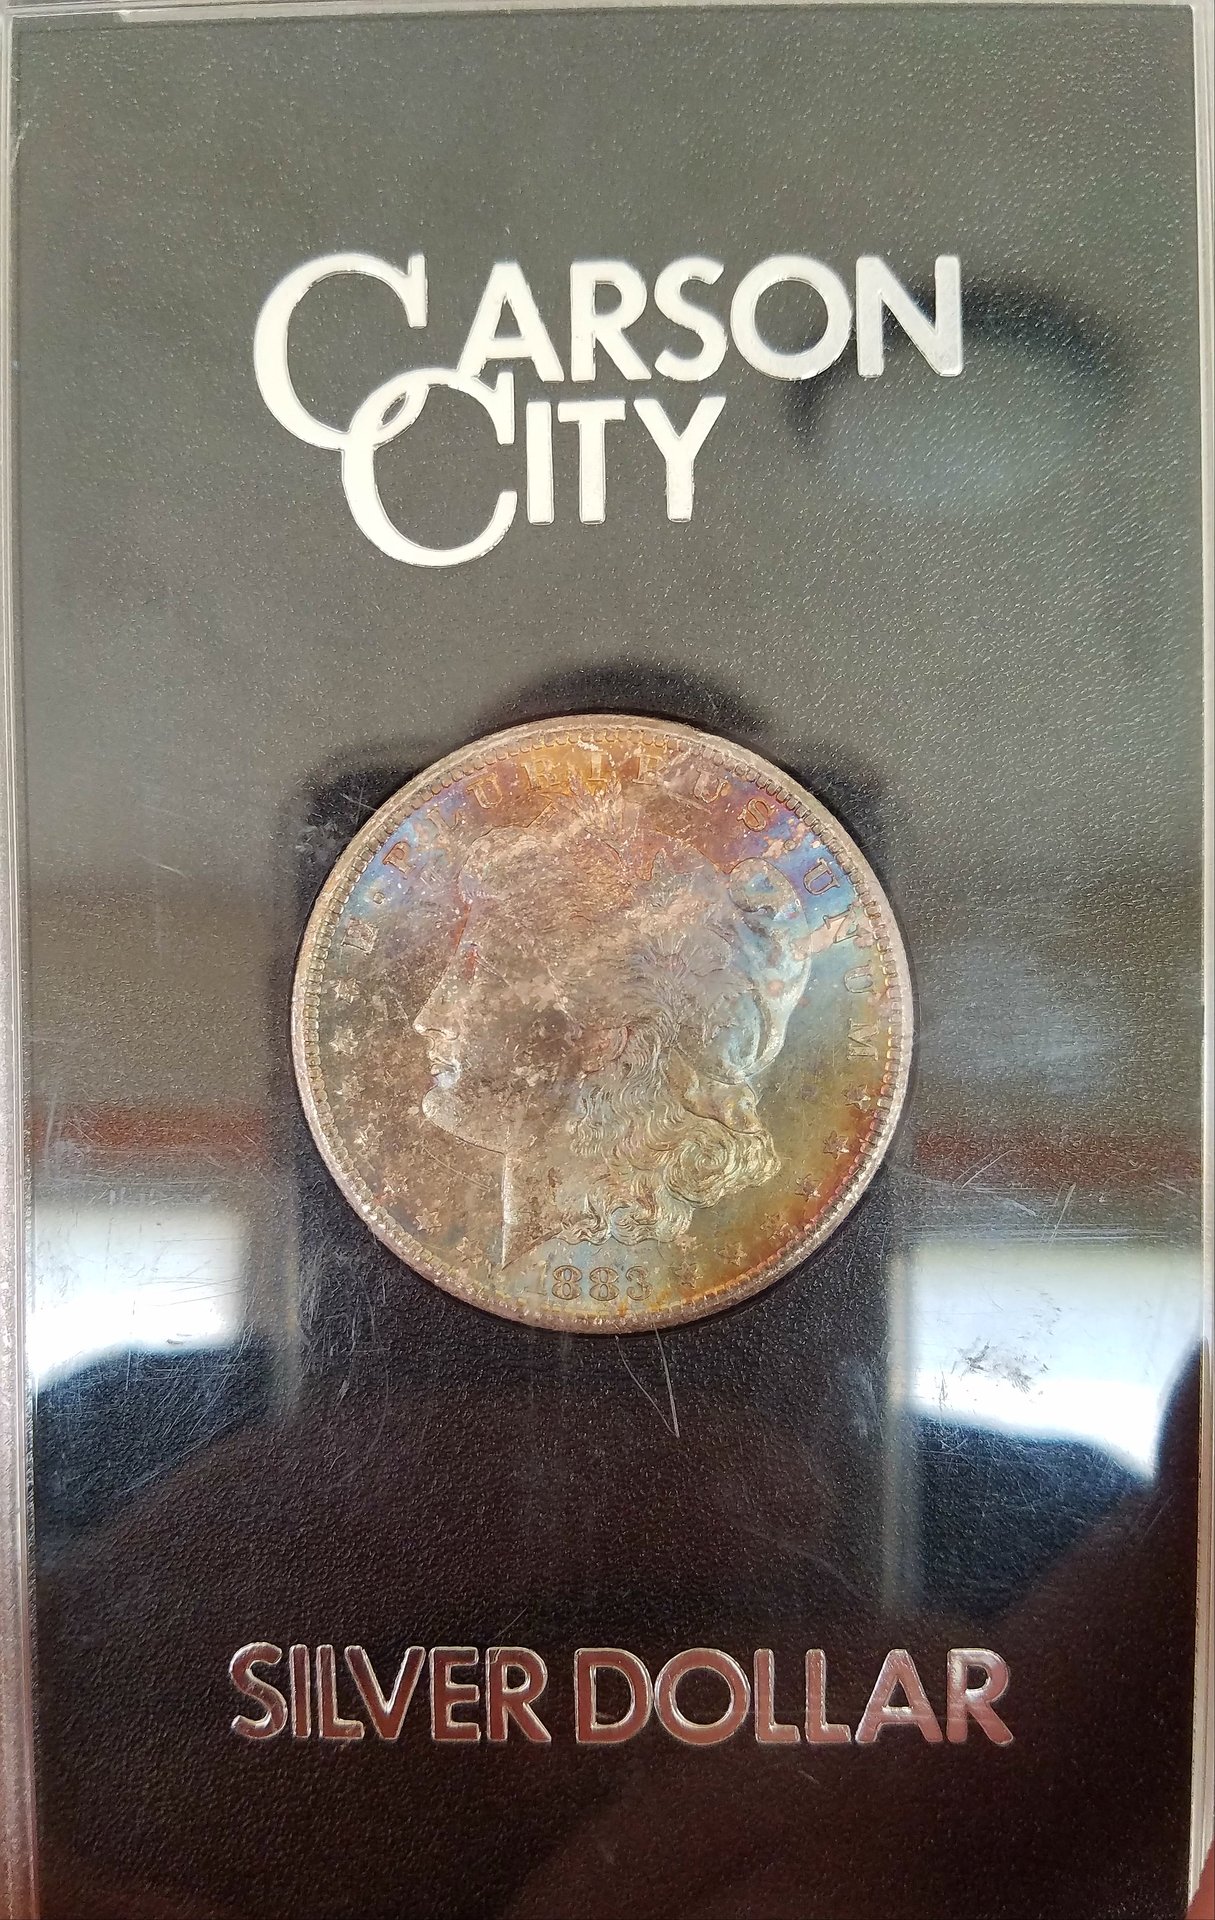 CARSON
CITY
E·PLURIBUS·UNUM
1883
SILVER DOLLAR